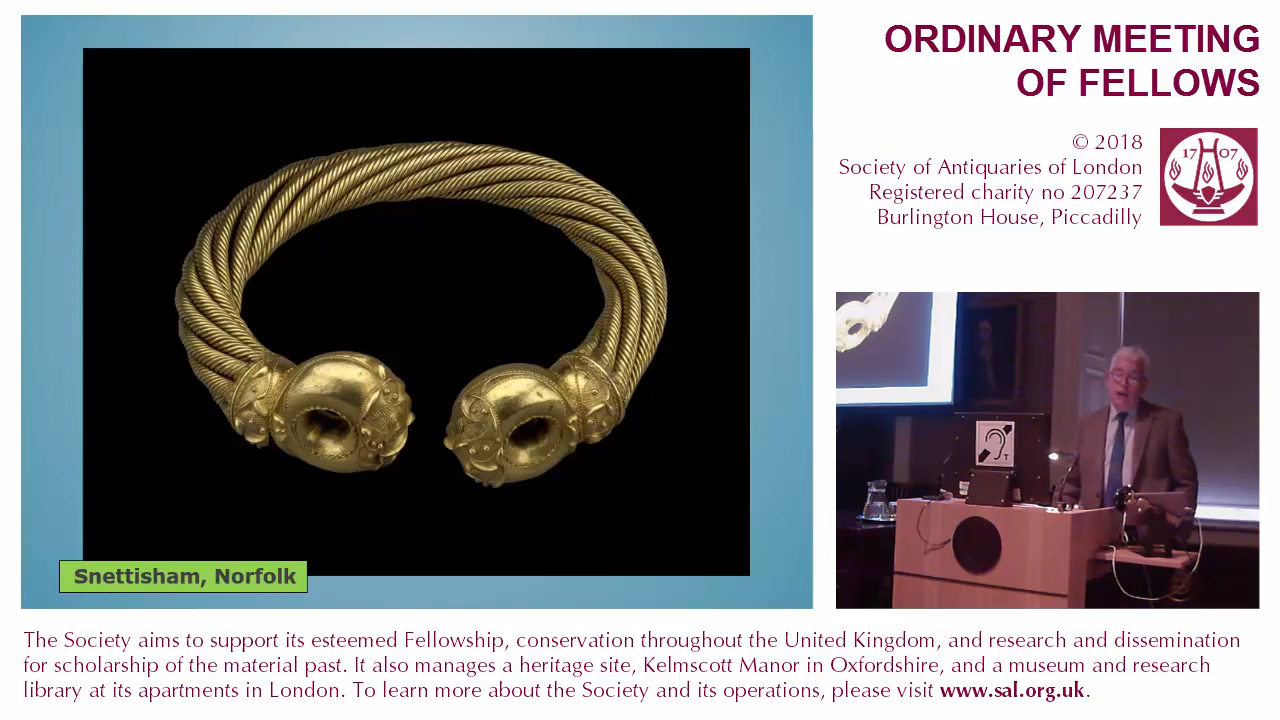 ORDINARY MEETING
OF FELLOWS
© 2018
Society of Antiquaries of London
Registered charity no 207237
Burlington House, Piccadilly
17 07
T
Snettisham, Norfolk
The Society aims to support its esteemed Fellowship, conservation throughout the United Kingdom, and research and dissemination
for scholarship of the material past. It also manages a heritage site, Kelmscott Manor in Oxfordshire, and a museum and research
library at its apartments in London. To learn more about the Society and its operations, please visit www.sal.org.uk.